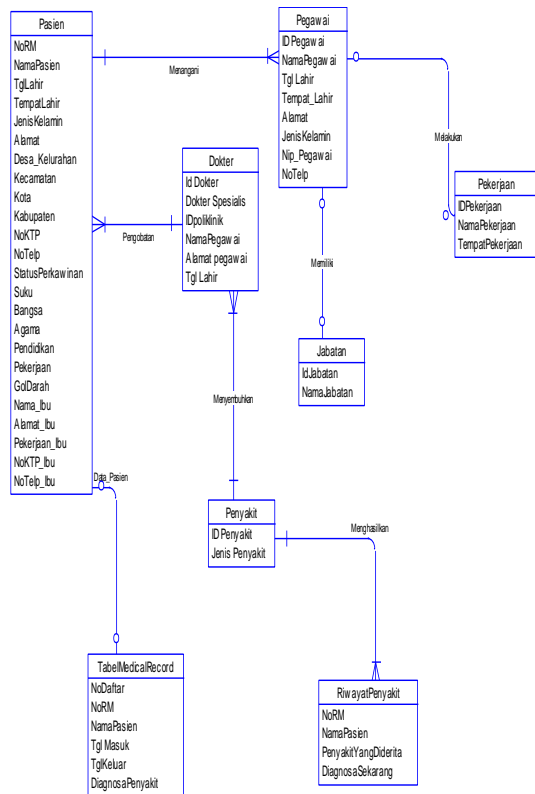 Pasien
NoRM
NamaPasien
TglLahir
TempatLahir
JenisKelamin
Alamat
Desa_Kelurahan
Kecamatan
Kota
Kabupaten
NoKTP
NoTelp
StatusPerkawinan
Suku
Bangsa
Agama
Pendidikan
Pekerjaan
GolDarah
Nama_Ibu
Alamat_Ibu
Pekerjaan_Ibu
NoKTP_Ibu
NoTelp_Ibu
Menangani
Pegawai
ID Pegawai
NamaPegawai
Tgl Lahir
Tempat_Lahir
Alamat
JenisKelamin
Nip_Pegawai
NoTelp
Melakukan
Pekerjaan
IDPekerjaan
NamaPekerjaan
TempatPekerjaan
Dokter
Id Dokter
Dokter Spesialis
IDpoliklinik
NamaPegawai
Alamat pegawai
Tgl Lahir
Pengobatan
Memiliki
Jabatan
IdJabatan
NamaJabatan
Menyembuhkan
Penyakit
ID Penyakit
Jenis Penyakit
Menghasilkan
Data_Pasien
TabelMedicalRecord
NoDaftar
NoRM
NamaPasien
Tgl Masuk
TglKeluar
DiagnosaPenyakit
RiwayatPenyakit
NoRM
NamaPasien
PenyakitYangDiderita
DiagnosaSekarang